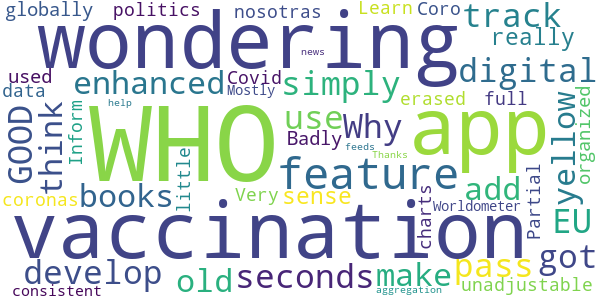 globally politics nosotras Learn Coro track
wondering news really
used Covid digital
data enhanced Mostly simply erased full
help
GOOD think Inform WHO use Why app yellow organized
Badly feeds Thanks
little feature
coronas books Very sense add charts Worldometer Partial EU
vaccination got
develop old seconds make pass unadjustable
consistent aggregation